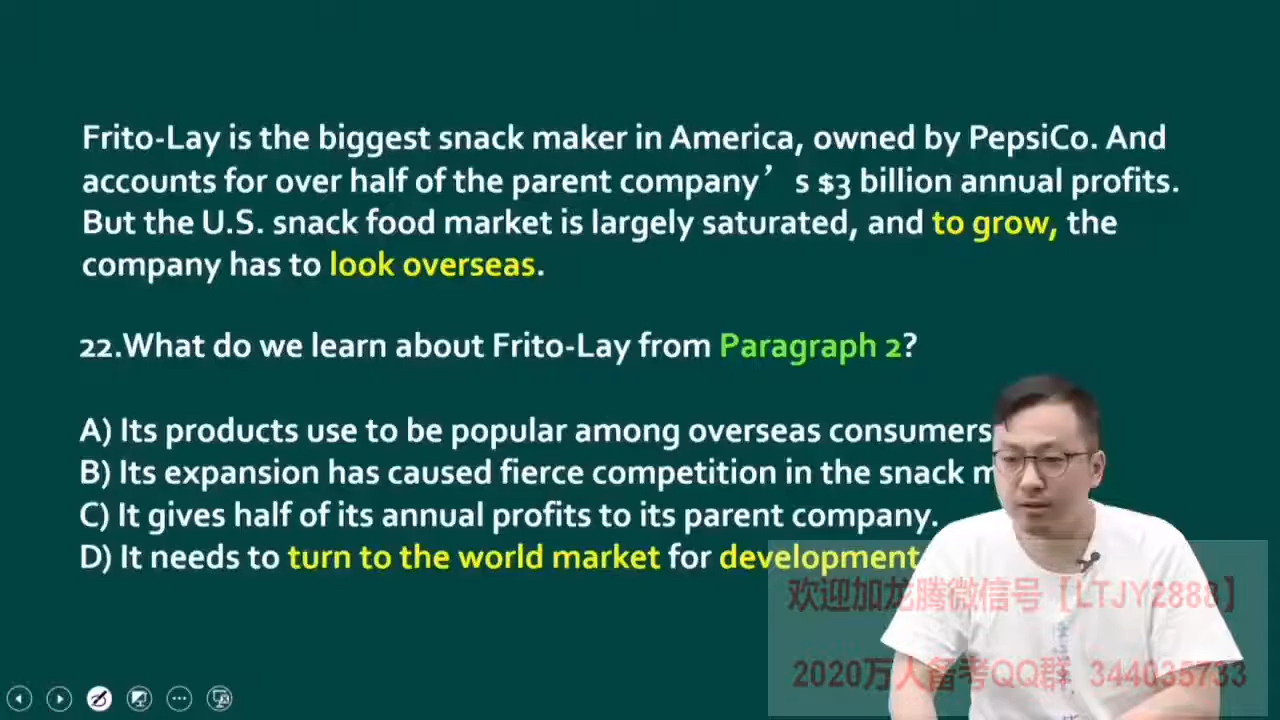 Frito-Lay is the biggest snack maker in America, owned by PepsiCo. And
accounts for over half of the parent company’s $3 billion annual profits.
But the U.S. snack food market is largely saturated, and to grow, the
company has to look overseas.
22.What do we learn about Frito-Lay from Paragraph 2?
A) Its products use to be popular among overseas consumers
B) Its expansion has caused fierce competition in the snack
C) It gives half of its annual profits to its parent company.
D) It needs to turn to the world market for development
欢迎加龙腾微信号【LTJY2888】
2020万人备考QQ群 344035733